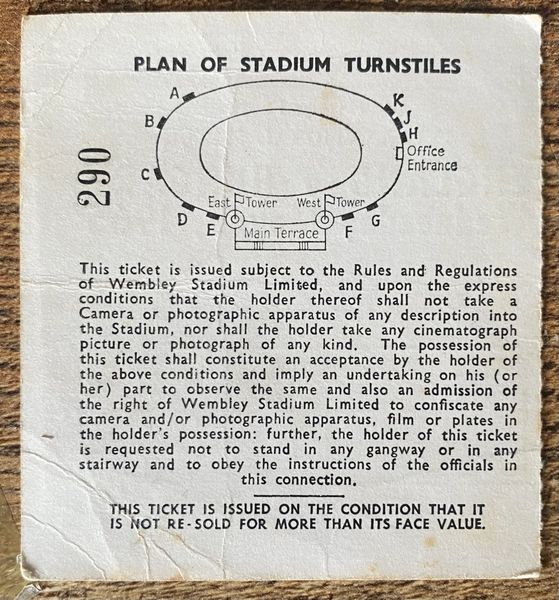 PLAN OF STADIUM TURNSTILES
A
K
B
J
H
Office
Entrance
290
C
East Tower
West Tower
D
E
F
G
Main Terrace
This ticket is issued subject to the Rules and Regulations
of Wembley Stadium Limited, and upon the express
conditions that the holder thereof shall not take a
Camera or photographic apparatus of any description into
the Stadium, nor shall the holder take any cinematograph
picture or photograph of any kind. The possession of
this ticket shall constitute an acceptance by the holder of
the above conditions and imply an undertaking on his (or
her) part to observe the same and also an admission of
the right of Wembley Stadium Limited to confiscate any
camera and/or photographic apparatus, film or plates in
the holder's possession: further, the holder of this ticket
is requested not to stand in any gangway or in any
stairway and to obey the instructions of the officials in
this connection.
THIS TICKET IS ISSUED ON THE CONDITION THAT IT
IS NOT RE-SOLD FOR MORE THAN ITS FACE VALUE.